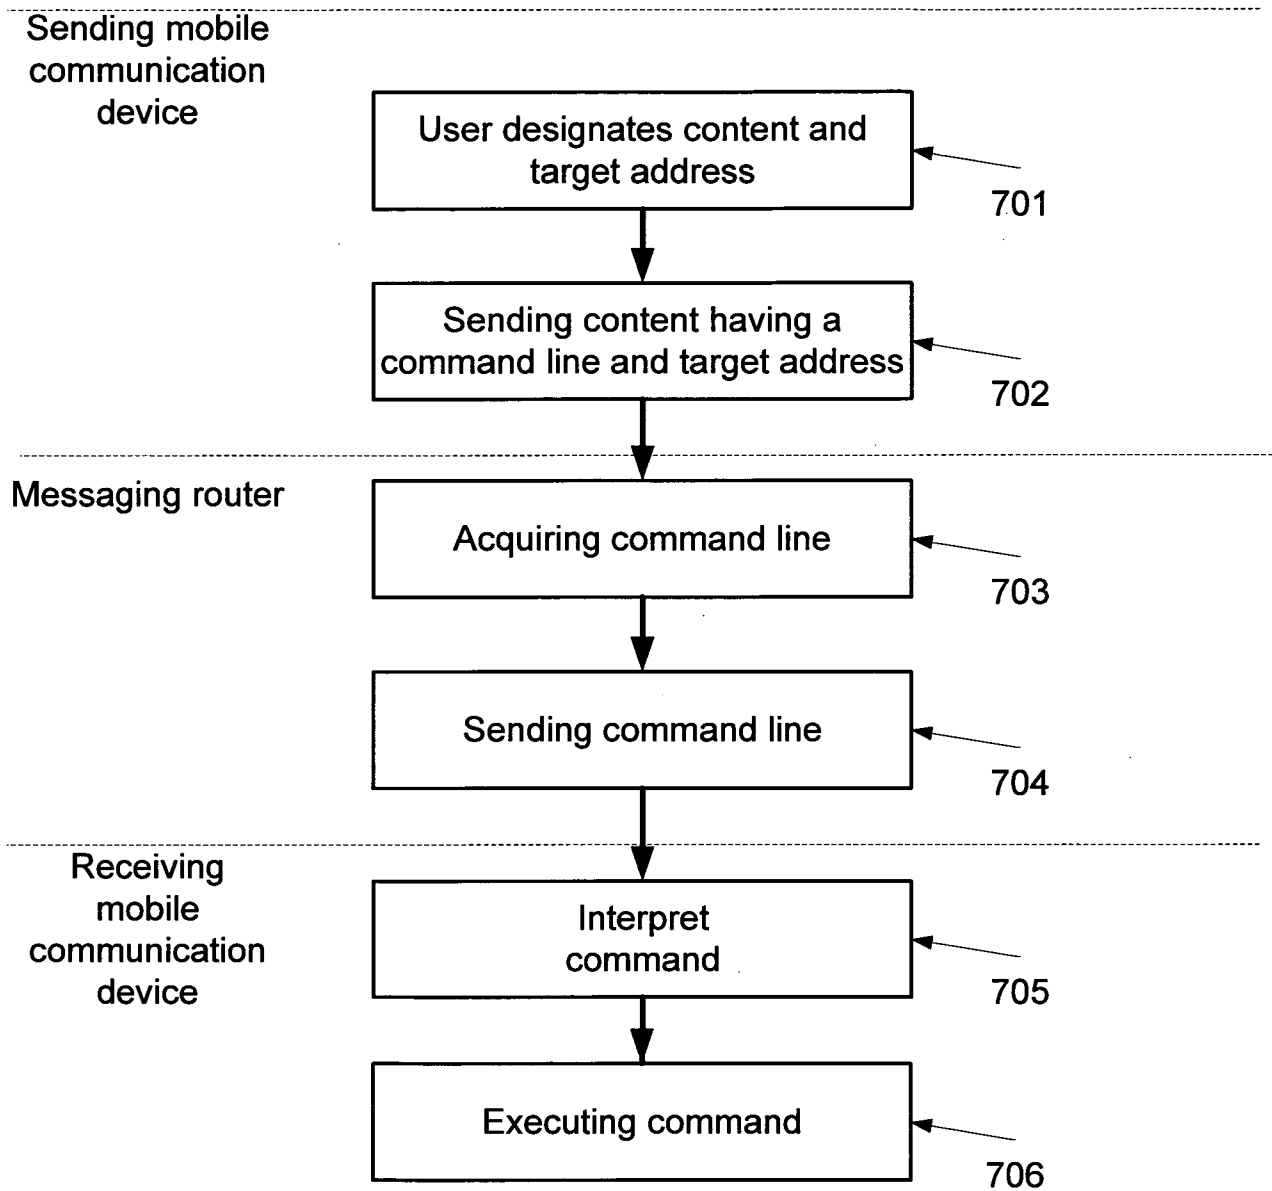 Sending mobile
communication
device
User designates content and
target address
701
Sending content having a
command line and target address
702
Messaging router
Acquiring command line
703
Sending command line
704
Receiving
mobile
communication
device
Interpret
command
705
Executing command
706